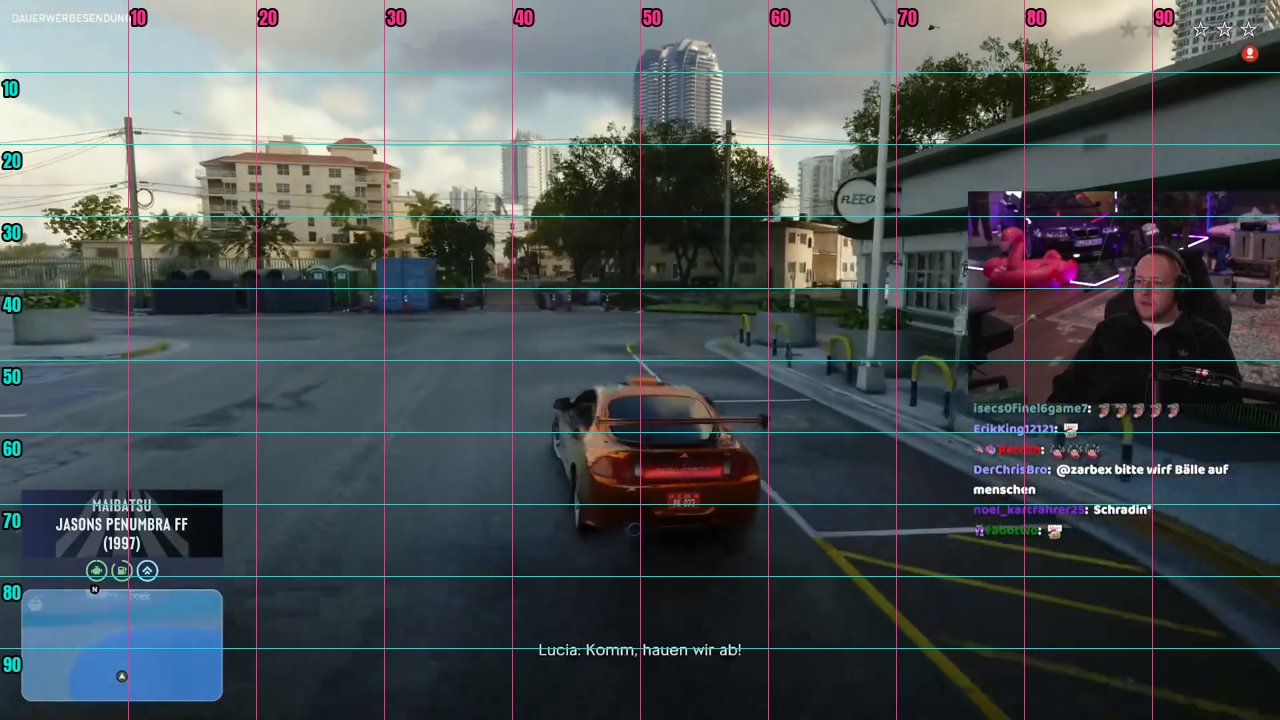 DAUERWERBESENDUNG
FLEECA
isecs0finel6game7:
ErikKing12121:
DerChrisBro: @zarbex bitte wirf Bälle auf
menschen
noel_kartfahrer25: Schradin*
MAIBATSU
JASONS PENUMBRA FF
(1997)
N
Lucia: Komm, hauen wir ab!